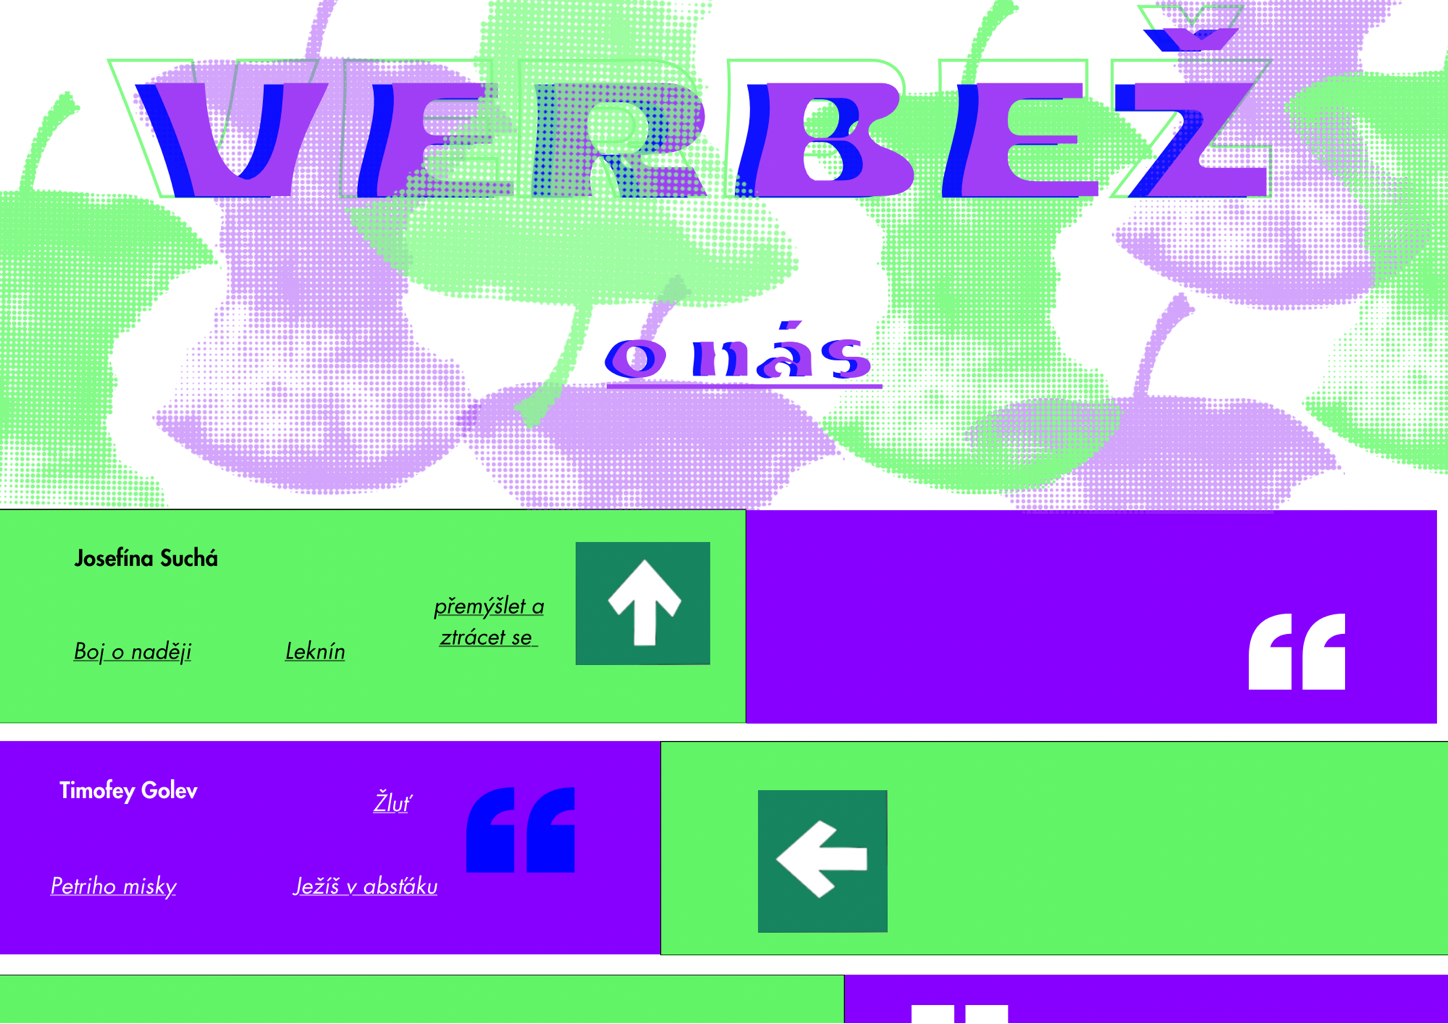 VERBEŽ
o nás
Josefína Suchá
přemýšlet a
ztrácet se
Boj o naději
Leknín
Timofey Golev
Žluť
Petriho misky
Ježíš v absťáku